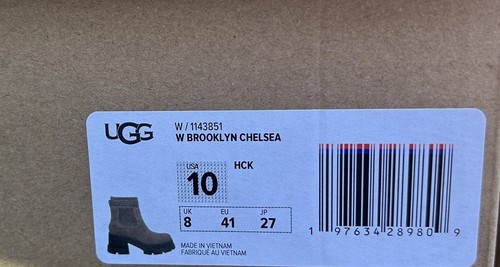 UGG
W / 1143851
W BROOKLYN CHELSEA
USA
10
HCK
UK EU JP
8 41 27
MADE IN VIETNAM
FABRIQUÉ AU VIETNAM
1 97634 28980 9